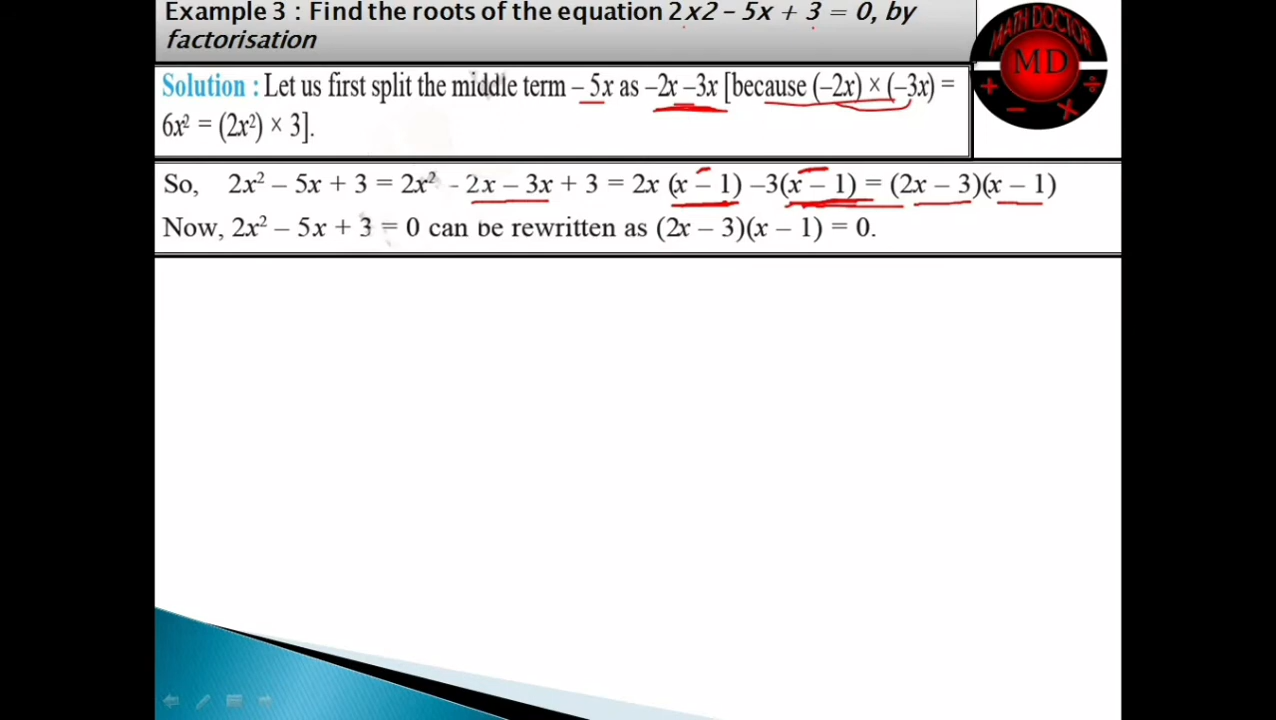 Example 3 : Find the roots of the equation 2x2 – 5x + 3 = 0, by
factorisation
MATH DOCTOR
MD
+ – × ÷
Solution : Let us first split the middle term – 5x as –2x –3x [because (–2x) × (–3x) =
6x² = (2x²) × 3].
So, 2x² – 5x + 3 = 2x² - 2x – 3x + 3 = 2x (x – 1) –3(x – 1) = (2x – 3)(x – 1)
Now, 2x² – 5x + 3 = 0 can be rewritten as (2x – 3)(x – 1) = 0.